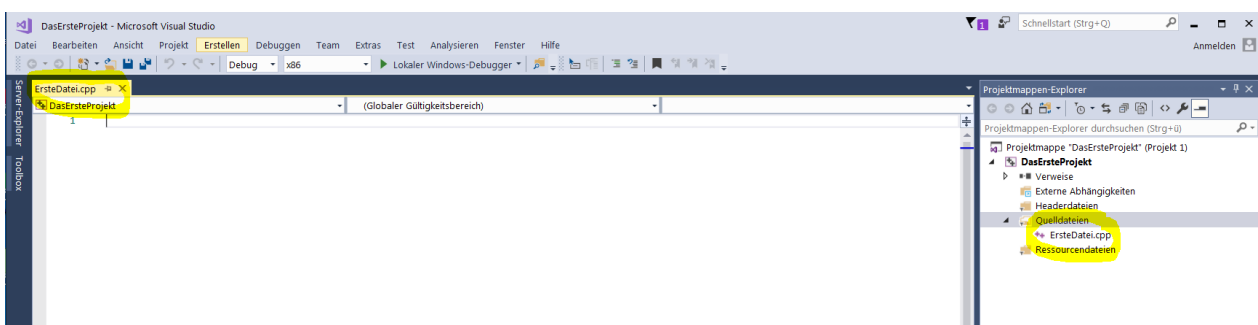 DasErsteProjekt - Microsoft Visual Studio
1
Schnellstart (Strg+Q)
Datei Bearbeiten Ansicht Projekt Erstellen Debuggen Team Extras Test Analysieren Fenster Hilfe
Anmelden
Debug x86 Lokaler Windows-Debugger
Server-Explorer
Toolbox
ErsteDatei.cpp
DasErsteProjekt (Globaler Gültigkeitsbereich)
1
Projektmappen-Explorer
Projektmappen-Explorer durchsuchen (Strg+ü)
Projektmappe "DasErsteProjekt" (Projekt 1)
DasErsteProjekt
Verweise
Externe Abhängigkeiten
Headerdateien
Quelldateien
ErsteDatei.cpp
Ressourcendateien